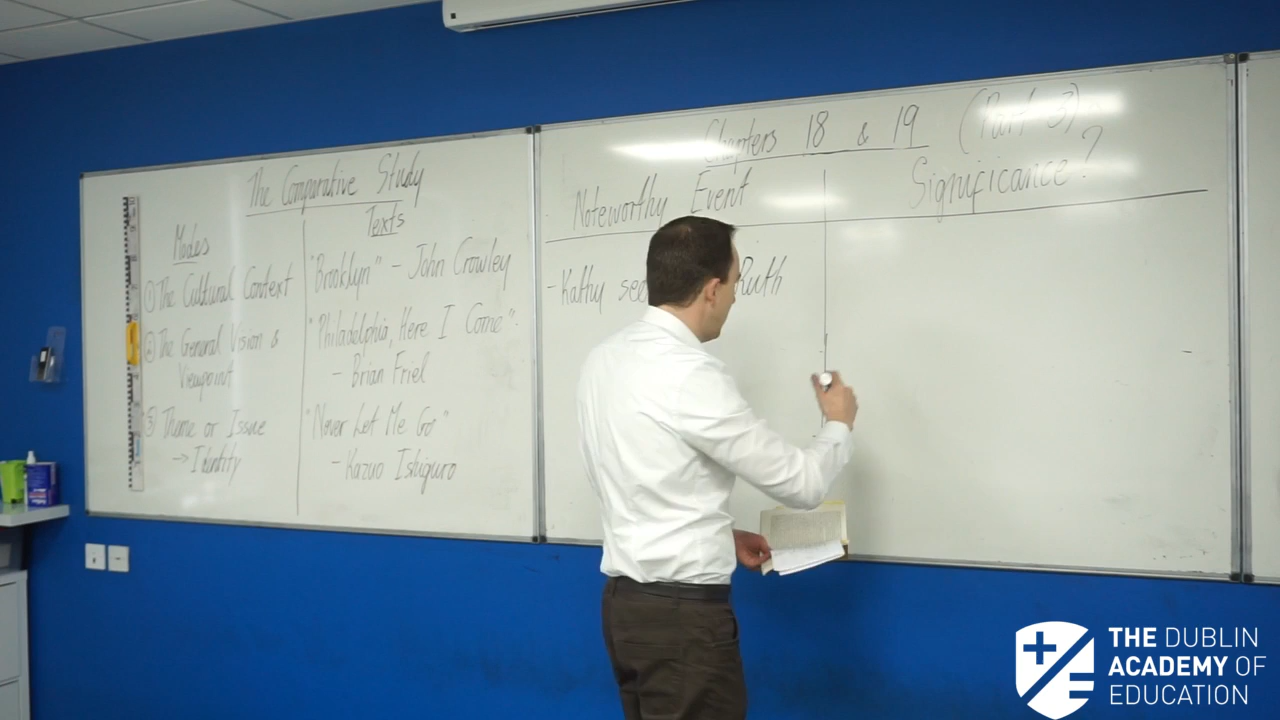 The Comparative Study
Modes
① The Cultural Context
② The General Vision &
Viewpoint
③ Theme or Issue
→ Identity
Texts
"Brooklyn" - John Crowley
"Philadelphia, Here I Come".
- Brian Friel
"Never Let Me Go"
- Kazuo Ishiguro
Chapters 18 & 19 (Part 3)
Noteworthy Event
Significance?
- Kathy see Ruth
THE DUBLIN
ACADEMY OF
EDUCATION